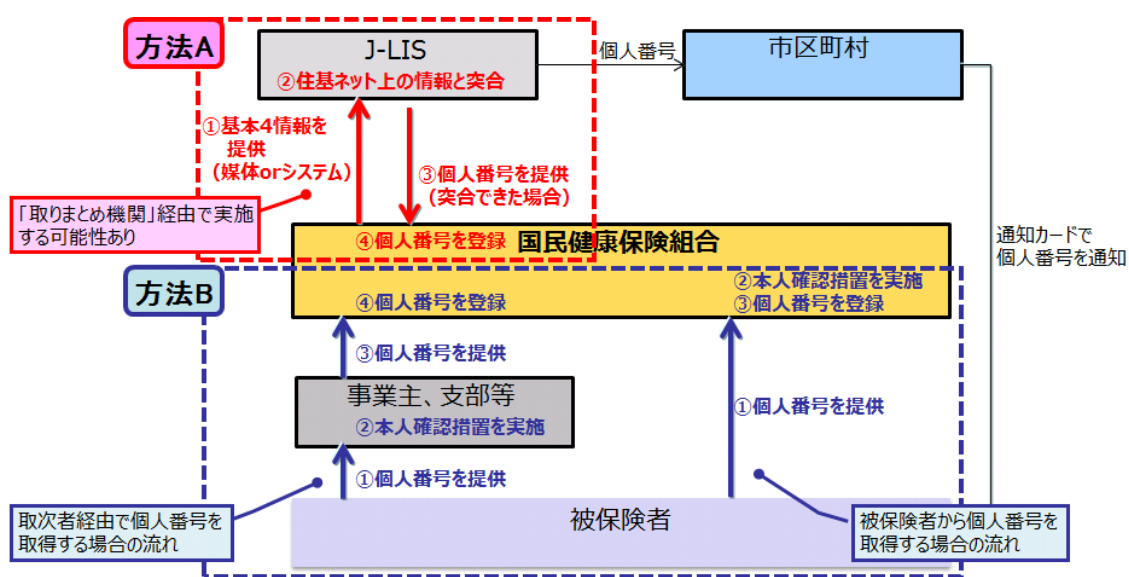 方法A
J-LIS
②住基ネット上の情報と突合
個人番号
市区町村
①基本4情報を
提供
(媒体orシステム)
③個人番号を提供
(突合できた場合)
「取りまとめ機関」経由で実施
する可能性あり
④個人番号を登録
国民健康保険組合
通知カードで
個人番号を通知
方法B
④個人番号を登録
②本人確認措置を実施
③個人番号を登録
③個人番号を提供
事業主、支部等
②本人確認措置を実施
①個人番号を提供
①個人番号を提供
取次者経由で個人番号を
取得する場合の流れ
被保険者
被保険者から個人番号を
取得する場合の流れ